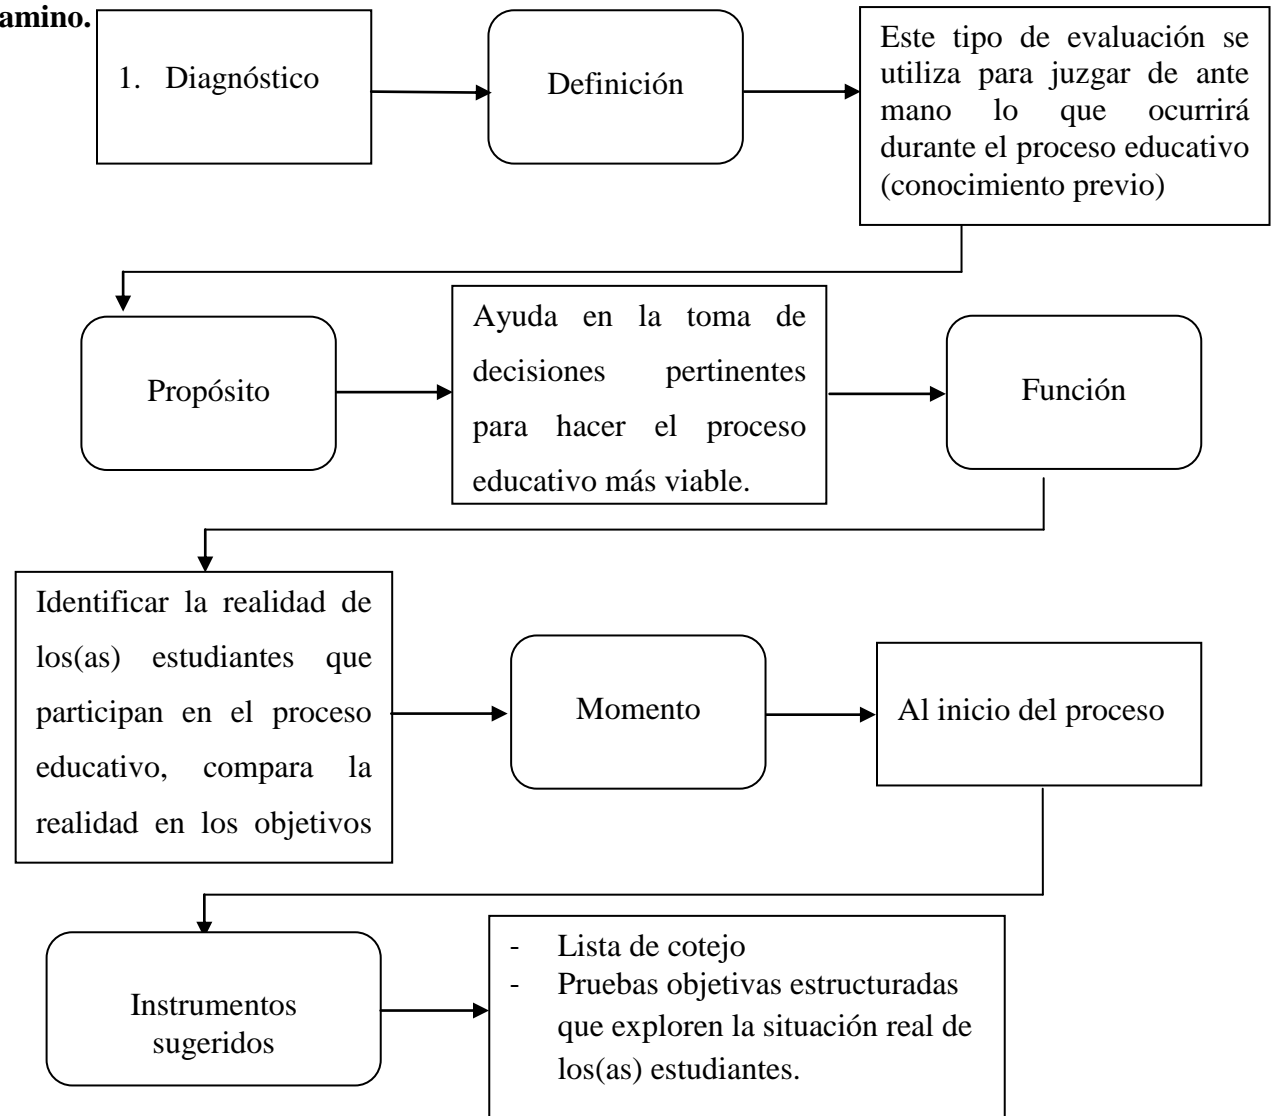 amino.
1. Diagnóstico
Definición
Este tipo de evaluación se
utiliza para juzgar de ante
mano lo que ocurrirá
durante el proceso educativo
(conocimiento previo)
Propósito
Ayuda en la toma de
decisiones pertinentes
para hacer el proceso
educativo más viable.
Función
Identificar la realidad de
los(as) estudiantes que
participan en el proceso
educativo, compara la
realidad en los objetivos
Momento
Al inicio del proceso
Instrumentos
sugeridos
- Lista de cotejo
- Pruebas objetivas estructuradas
que exploren la situación real de
los(as) estudiantes.